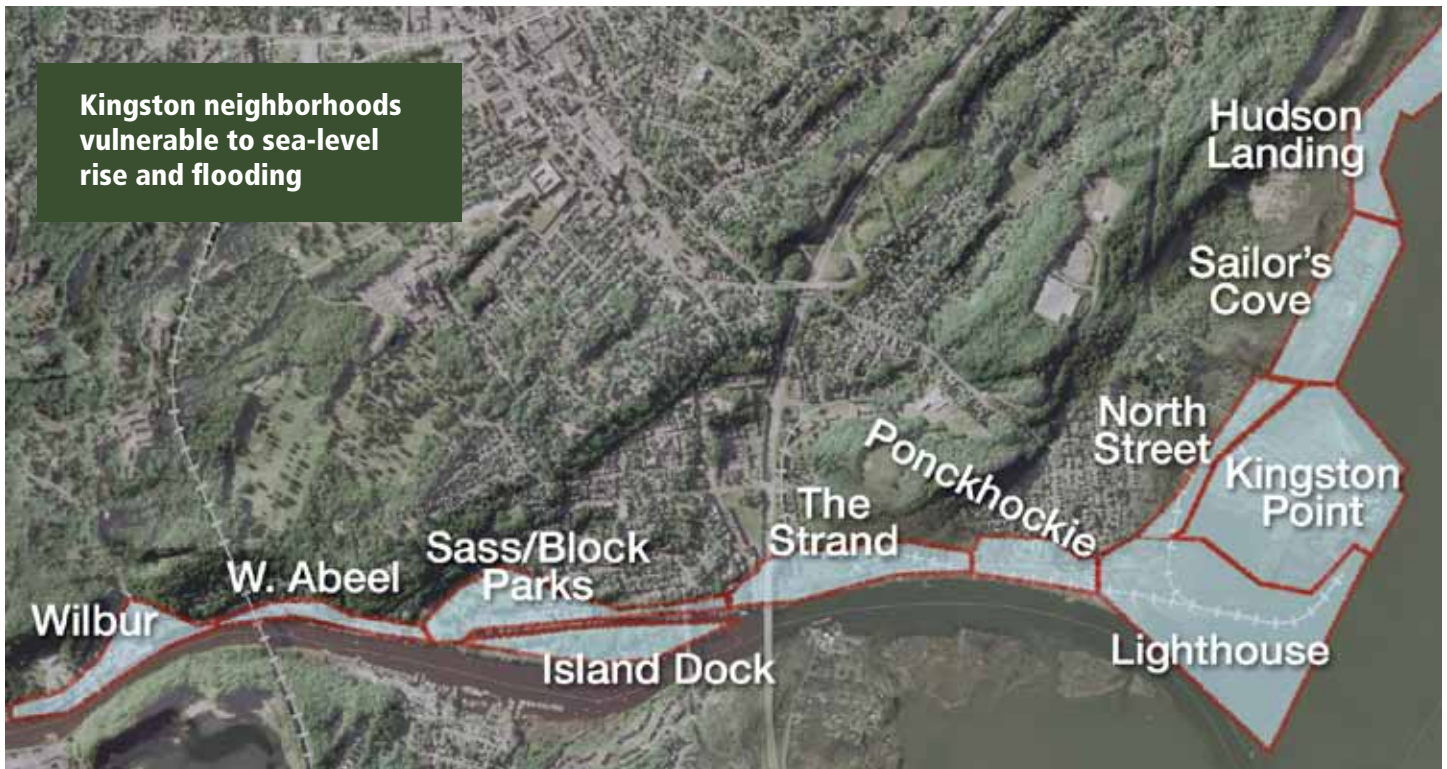 Kingston neighborhoods
vulnerable to sea-level
rise and flooding
Hudson
Landing
Sailor's
Cove
North
Street
Kingston
Point
Ponckhockie
The
Strand
Sass/Block
Parks
W. Abeel
Wilbur
Island Dock
Lighthouse